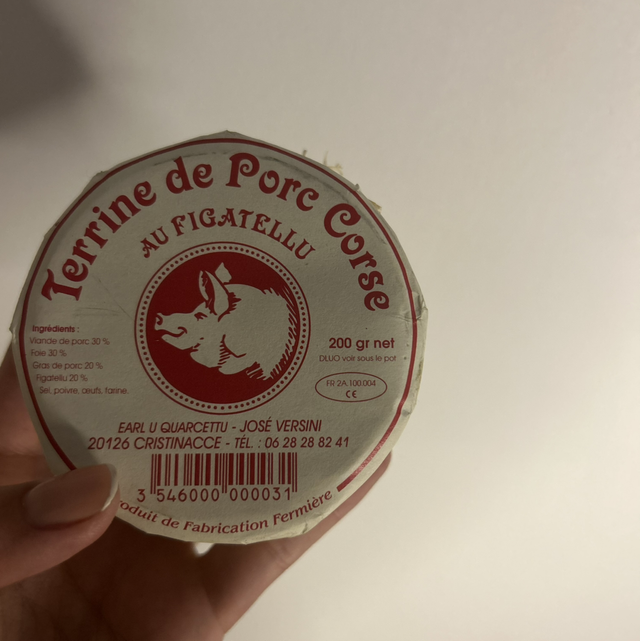 Terrine de Porc Corse
AU FIGATELLU
Ingrédients :
Viande de porc 30 %
Foie 30 %
Gras de porc 20 %
Figatellu 20 %
Sel, poivre, œufs, farine.
200 gr net
DLUO voir sous le pot
FR 2A.100.004
CE
EARL U QUARCETTU - JOSÉ VERSINI
20126 CRISTINACCE - TÉL. : 06 28 28 82 41
3 546000 000031
oduit de Fabrication Fermière